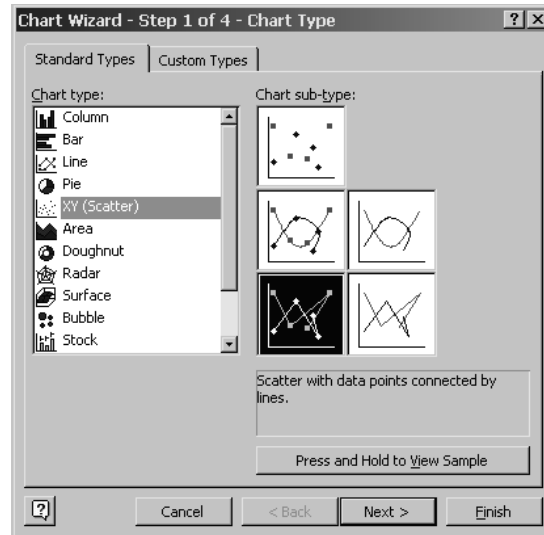 Chart Wizard - Step 1 of 4 - Chart Type
Standard Types
Custom Types
Chart type:
Column
Bar
Line
Pie
XY (Scatter)
Area
Doughnut
Radar
Surface
Bubble
Stock
Chart sub-type:
Scatter with data points connected by
lines.
Press and Hold to View Sample
Cancel
< Back
Next >
Finish